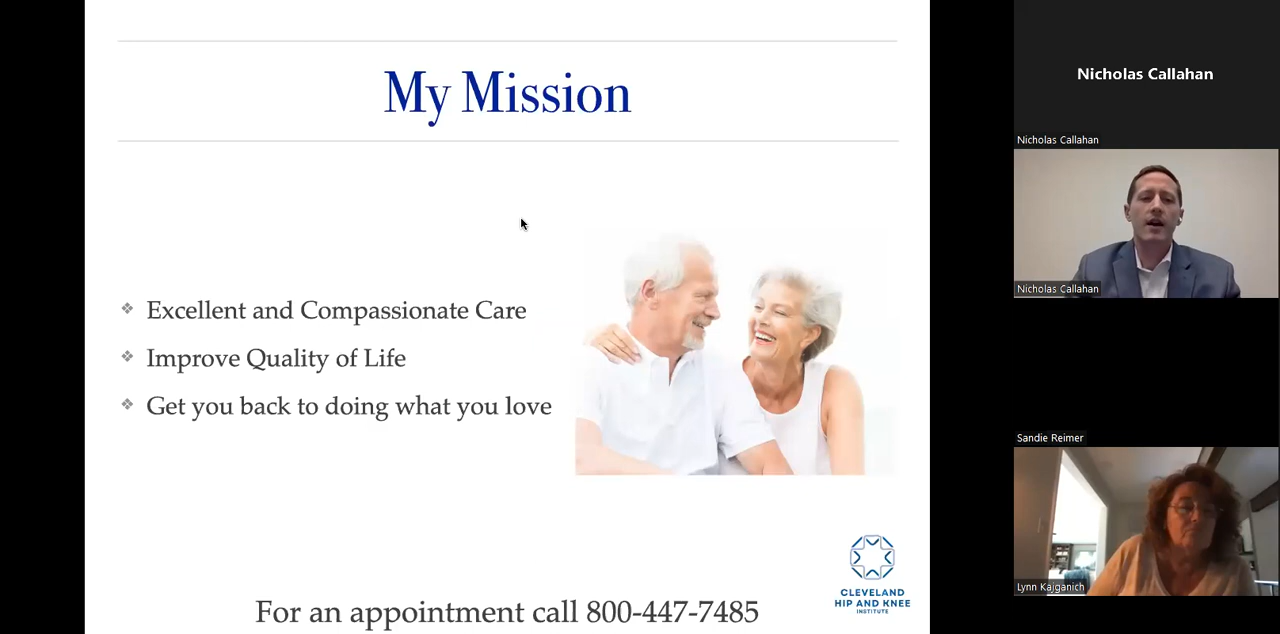 My Mission
Excellent and Compassionate Care
Improve Quality of Life
Get you back to doing what you love
For an appointment call 800-447-7485
CLEVELAND
HIP AND KNEE
INSTITUTE
Nicholas Callahan
Nicholas Callahan
Nicholas Callahan
Sandie Reimer
Lynn Kajganich